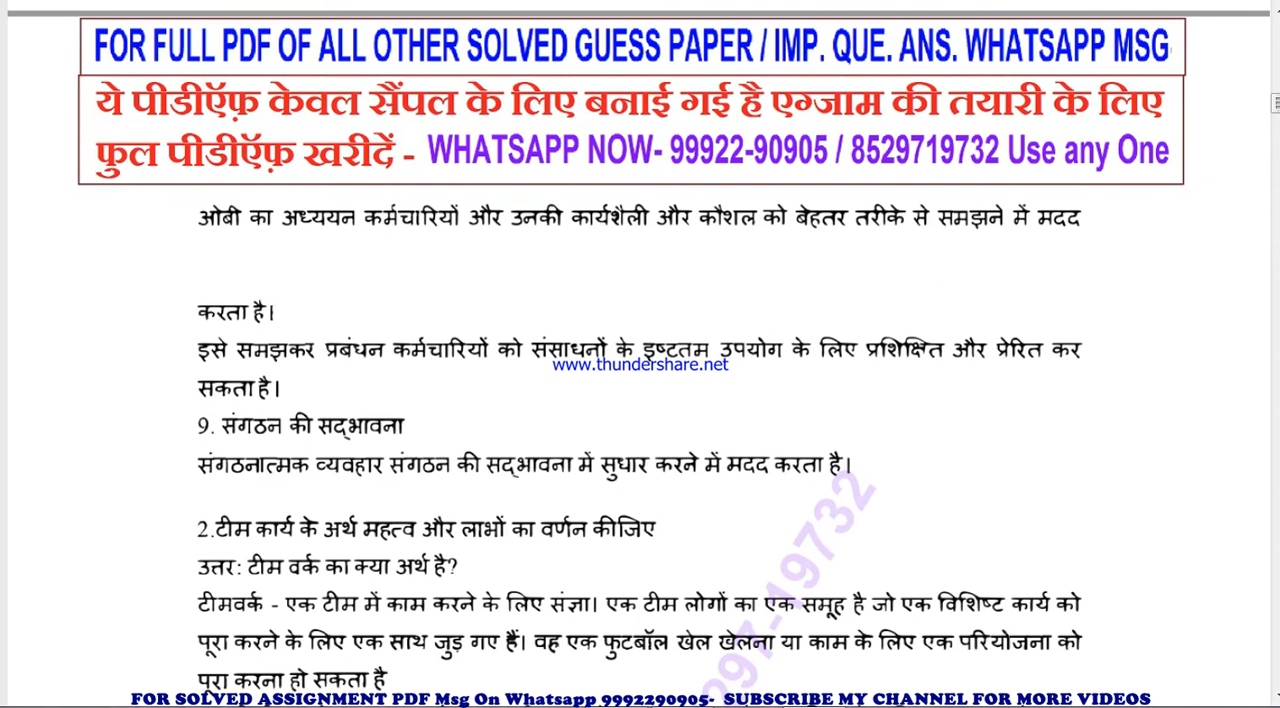 FOR FULL PDF OF ALL OTHER SOLVED GUESS PAPER / IMP. QUE. ANS. WHATSAPP MSG
ये पीडीऍफ़ केवल सैंपल के लिए बनाई गई है एग्जाम की तयारी के लिए
फुल पीडीऍफ़ खरीदें - WHATSAPP NOW- 99922-90905 / 8529719732 Use any One
ओबी का अध्ययन कर्मचारियों और उनकी कार्यशैली और कौशल को बेहतर तरीके से समझने में मदद
करता है।
इसे समझकर प्रबंधन कर्मचारियों को संसाधनों के इष्टतम उपयोग के लिए प्रशिक्षित और प्रेरित कर
www.thundershare.net
सकता है।
9. संगठन की सद्भावना
संगठनात्मक व्यवहार संगठन की सद्भावना में सुधार करने में मदद करता है।
2.टीम कार्य के अर्थ महत्व और लाभों का वर्णन कीजिए
उत्तर: टीम वर्क का क्या अर्थ है?
टीमवर्क - एक टीम में काम करने के लिए संज्ञा। एक टीम लोगों का एक समूह है जो एक विशिष्ट कार्य को
पूरा करने के लिए एक साथ जुड़ गए हैं। वह एक फुटबॉल खेल खेलना या काम के लिए एक परियोजना को
पूरा करना हो सकता है
297-19732
FOR SOLVED ASSIGNMENT PDF Msg On Whatsapp 9992290905- SUBSCRIBE MY CHANNEL FOR MORE VIDEOS